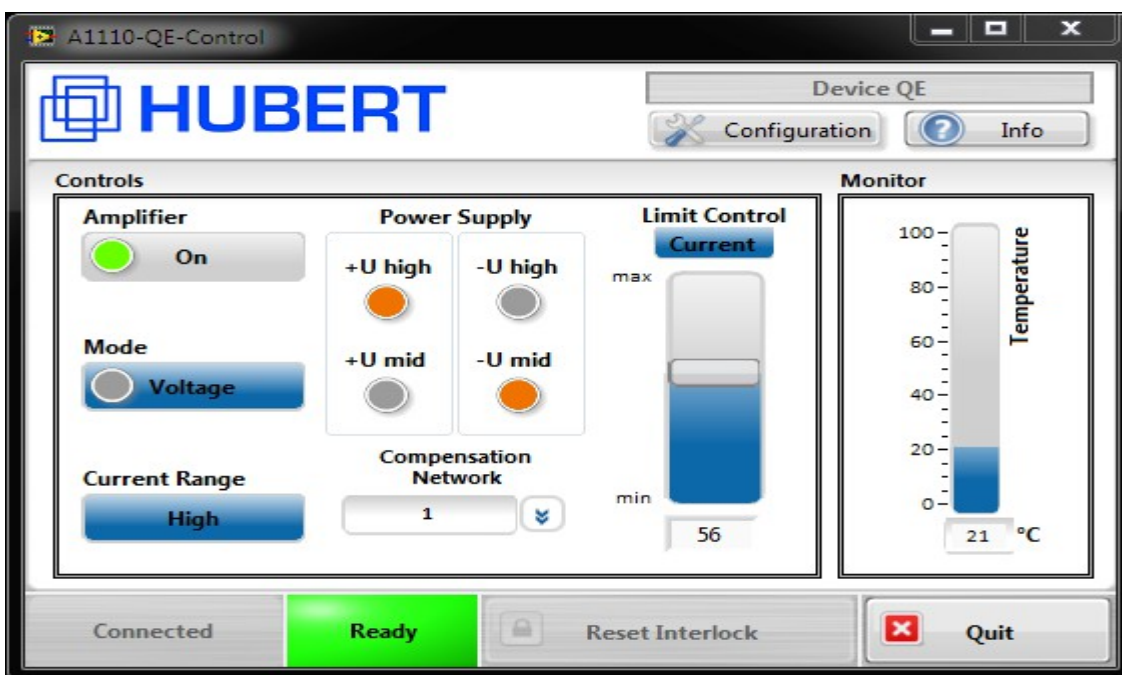 A1110-QE-Control
HUBERT
Device QE
Configuration
Info
Controls
Monitor
Amplifier
On
Mode
Voltage
Current Range
High
Power Supply
+U high
-U high
+U mid
-U mid
Compensation
Network
1
Limit Control
Current
max
min
56
100
80
60
40
20
0
Temperature
21 °C
Connected
Ready
Reset Interlock
Quit